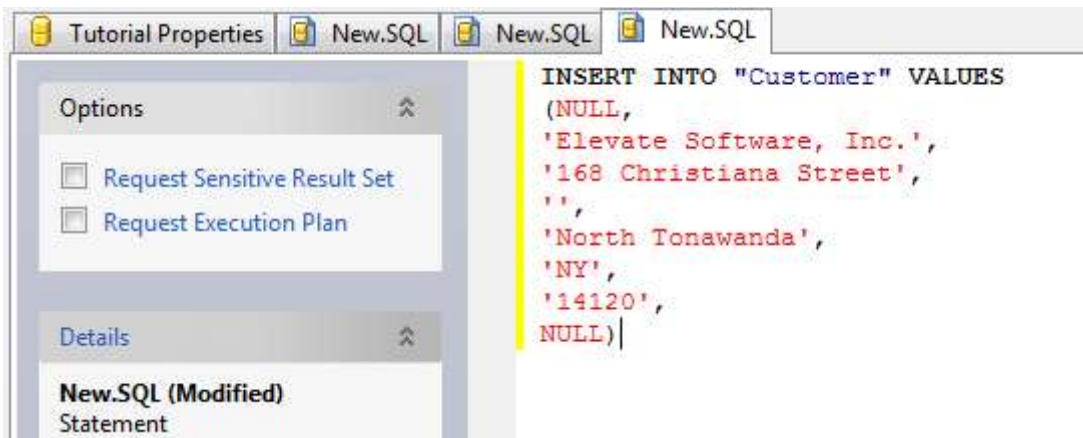 Tutorial Properties New.SQL New.SQL New.SQL
Options
Request Sensitive Result Set
Request Execution Plan
Details
New.SQL (Modified)
Statement
INSERT INTO "Customer" VALUES
(NULL,
'Elevate Software, Inc.',
'168 Christiana Street',
'',
'North Tonawanda',
'NY',
'14120',
NULL)